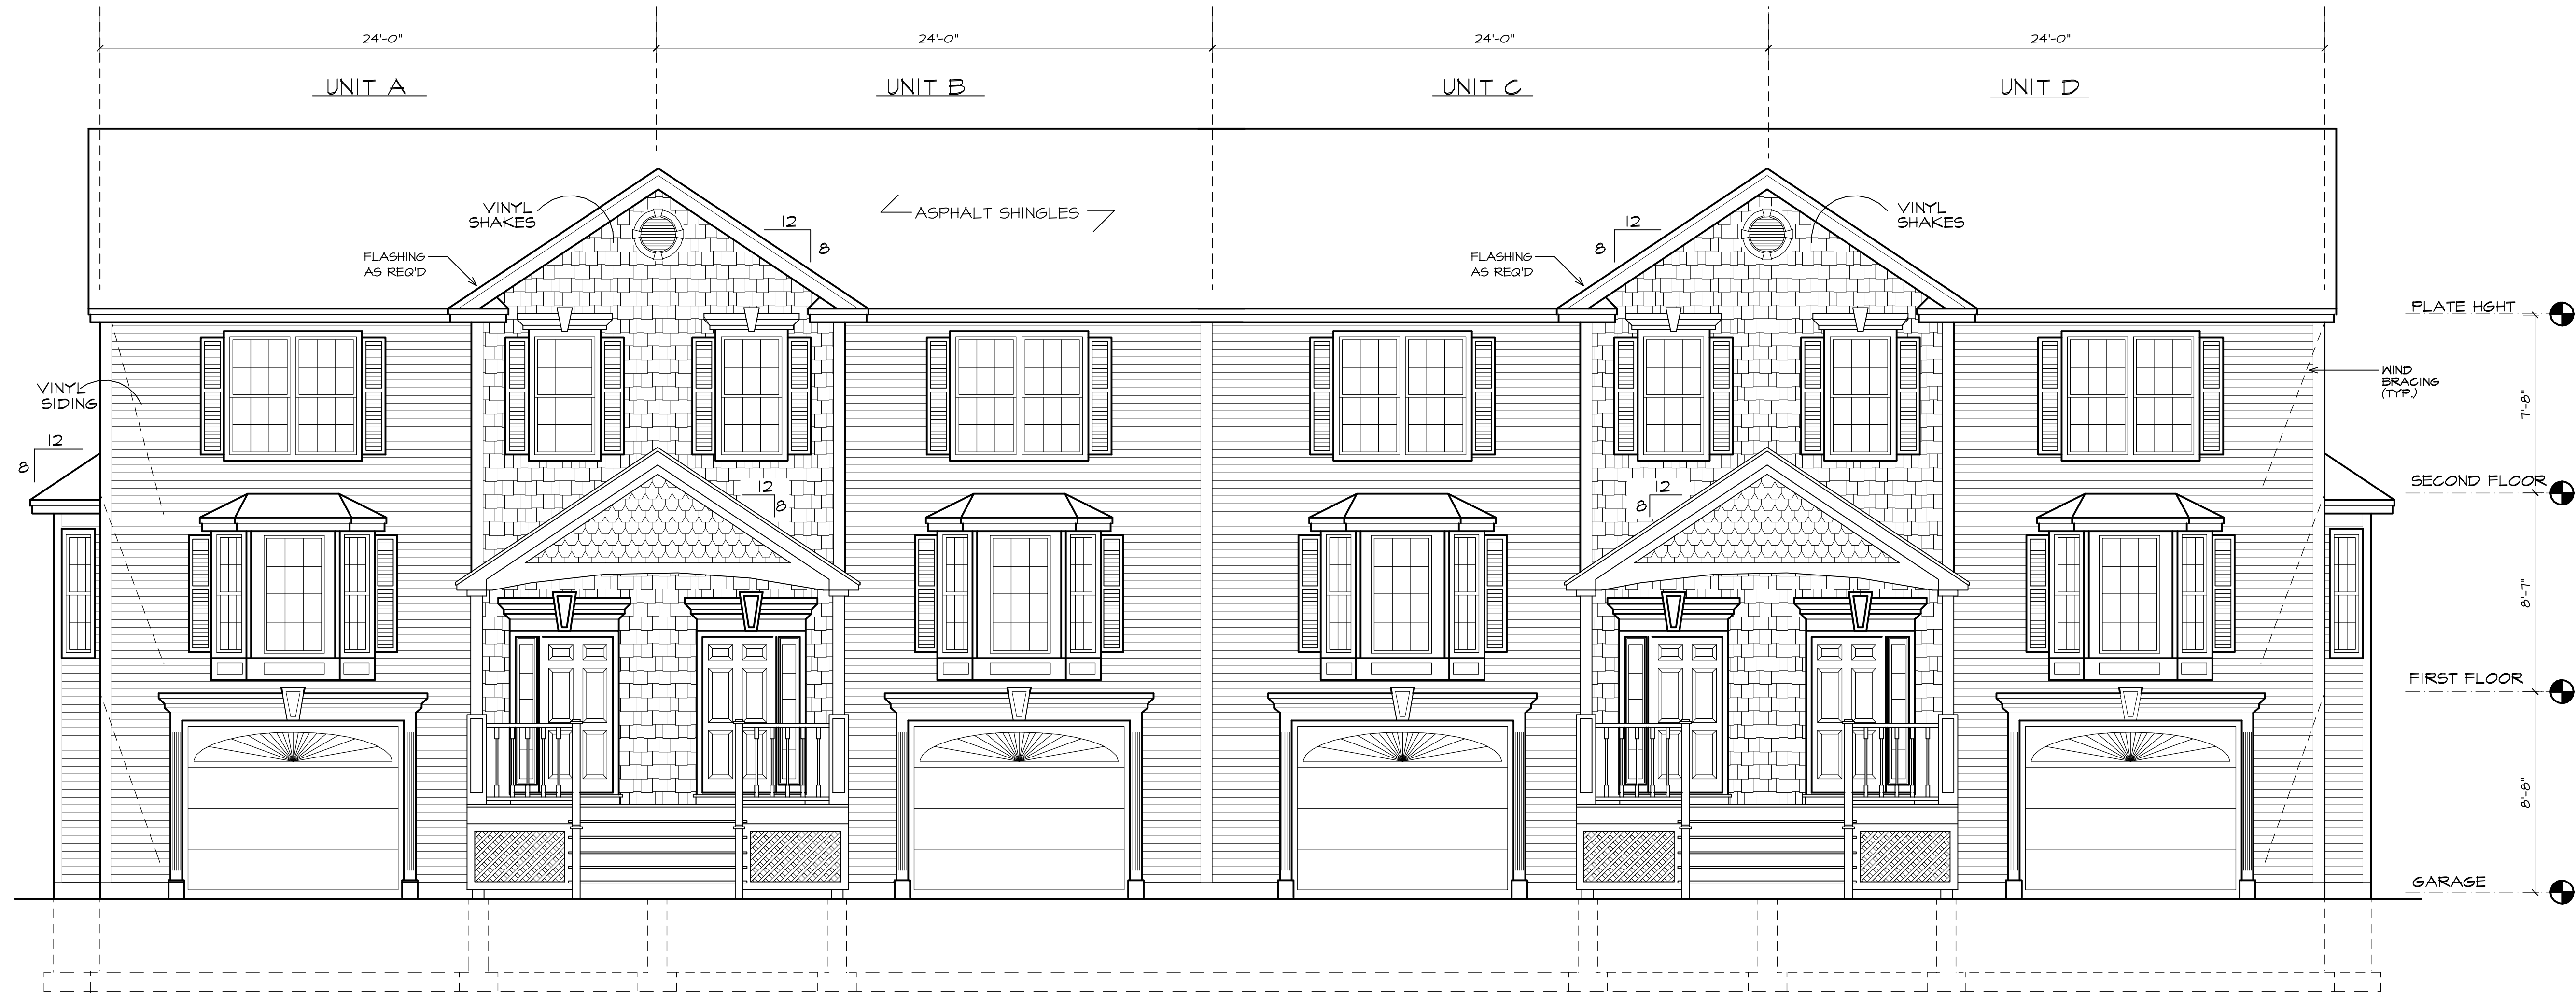 24'-0" 24'-0" 24'-0" 24'-0"
UNIT A UNIT B UNIT C UNIT D
VINYL
SHAKES
12
8
ASPHALT SHINGLES
FLASHING
AS REQ'D
12
8
VINYL
SHAKES
FLASHING
AS REQ'D
PLATE HGHT
VINYL
SIDING
WIND
BRACING
(TYP.)
7'-8"
12
8
12
8
12
8
SECOND FLOOR
8'-7"
FIRST FLOOR
8'-8"
GARAGE